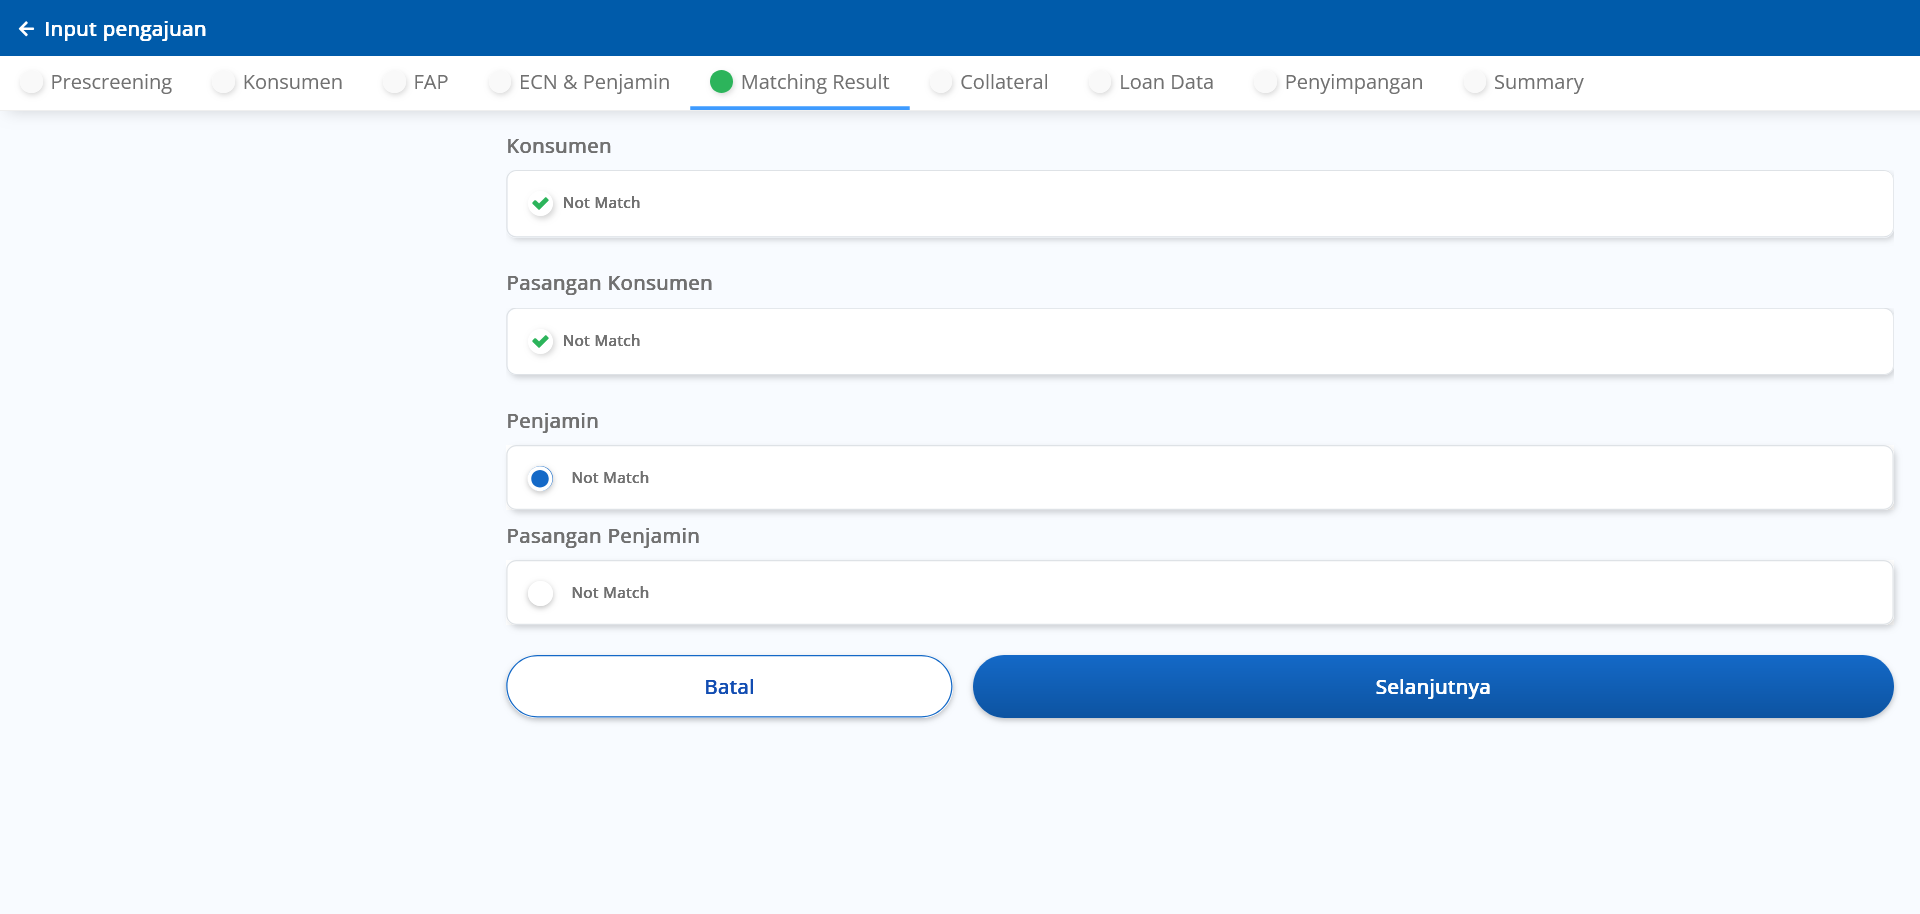 Input pengajuan
Prescreening Konsumen FAP ECN & Penjamin Matching Result Collateral Loan Data Penyimpangan Summary
Konsumen
Not Match
Pasangan Konsumen
Not Match
Penjamin
Not Match
Pasangan Penjamin
Not Match
Batal Selanjutnya